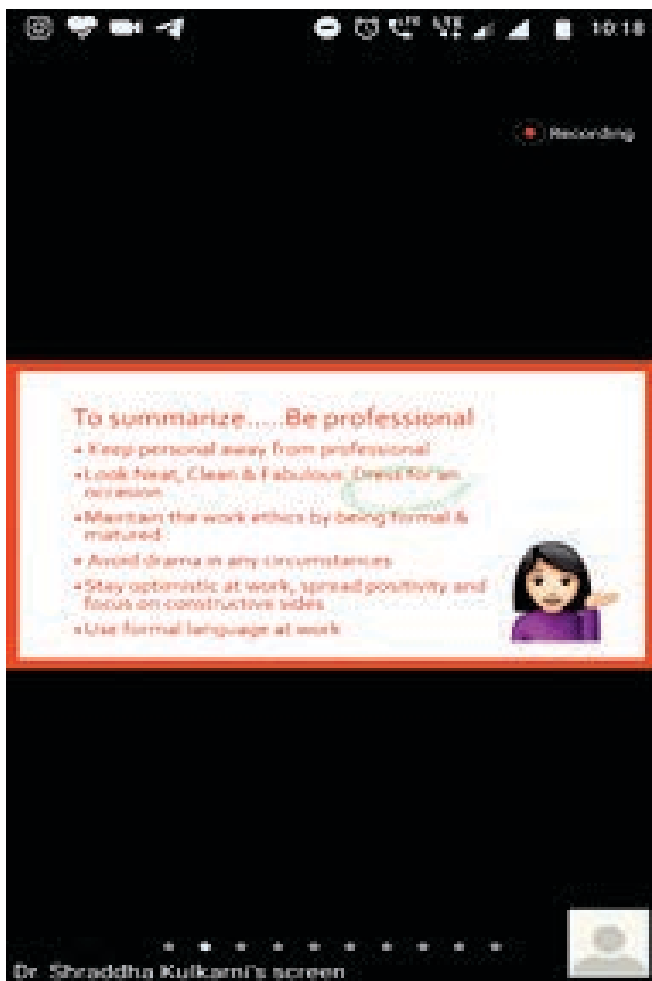 10:18
Recording
To summarize.....Be professional
• Keep personal away from professional
• Look Neat, Clean & Fabulous. Dress for an
occasion
• Maintain the work ethics by being formal &
matured
• Avoid drama in any circumstances
• Stay optimistic at work, spread positivity and
focus on constructive sides
• Use formal language at work
Dr. Shraddha Kulkarni's screen